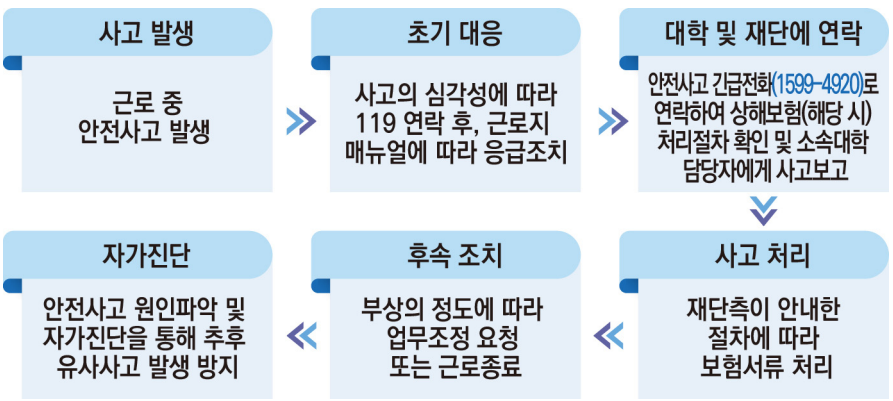 사고 발생
근로 중
안전사고 발생
초기 대응
사고의 심각성에 따라
119 연락 후, 근로지
매뉴얼에 따라 응급조치
대학 및 재단에 연락
안전사고 긴급전화(1599-4920)로
연락하여 상해보험(해당 시)
처리절차 확인 및 소속대학
담당자에게 사고보고
사고 처리
재단측이 안내한
절차에 따라
보험서류 처리
후속 조치
부상의 정도에 따라
업무조정 요청
또는 근로종료
자가진단
안전사고 원인파악 및
자가진단을 통해 추후
유사사고 발생 방지